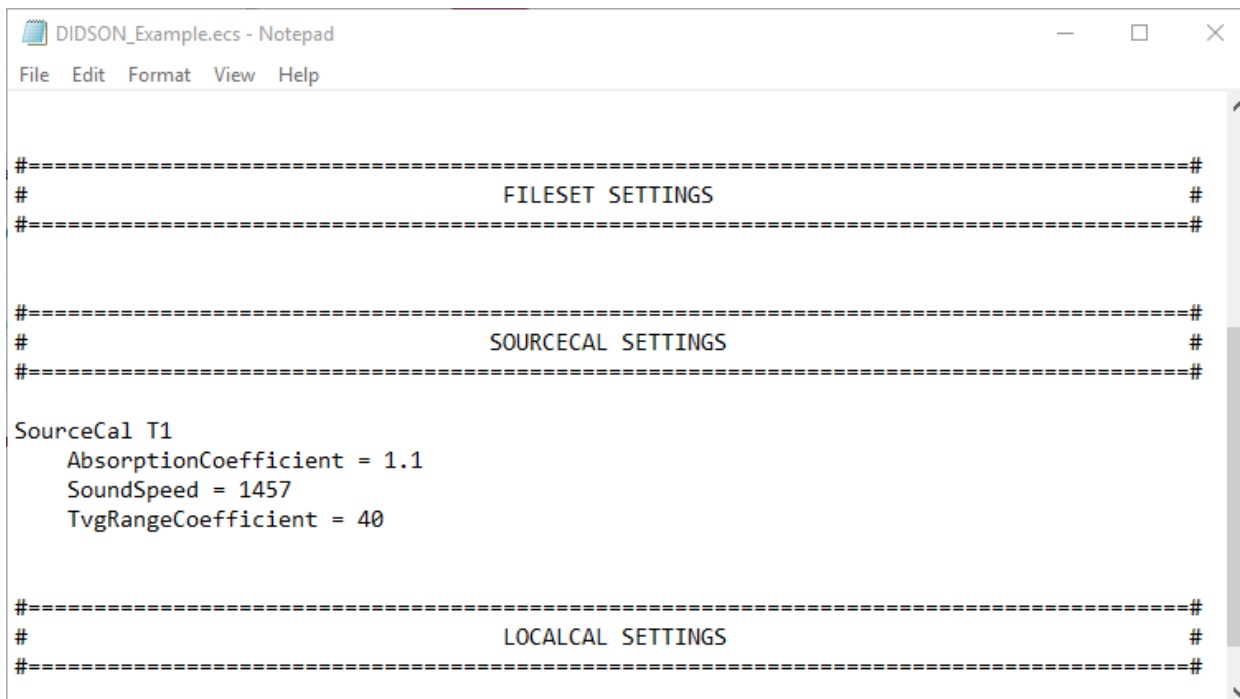 DIDSON_Example.ecs - Notepad
File Edit Format View Help
#========================================================================================#
# FILESET SETTINGS #
#========================================================================================#
#========================================================================================#
# SOURCECAL SETTINGS #
#========================================================================================#
SourceCal T1
AbsorptionCoefficient = 1.1
SoundSpeed = 1457
TvgRangeCoefficient = 40
#========================================================================================#
# LOCALCAL SETTINGS #
#========================================================================================#